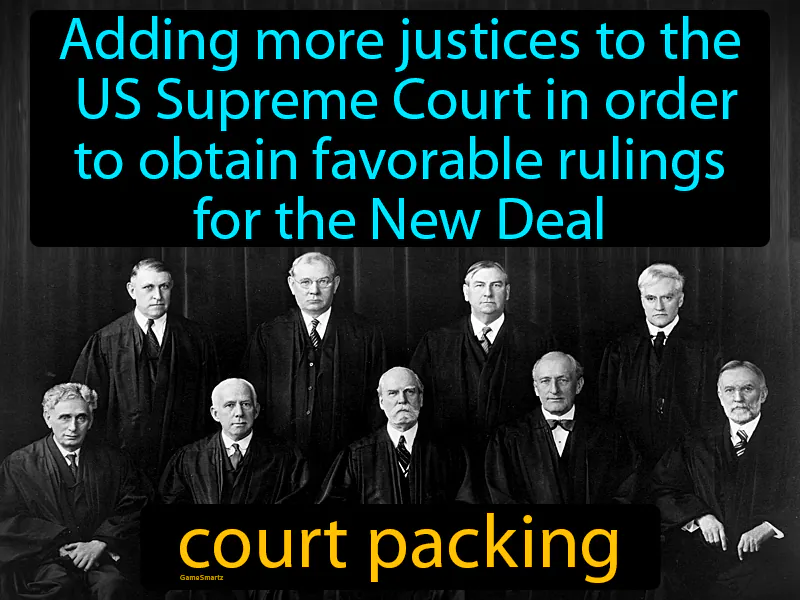 Adding more justices to the
US Supreme Court in order
to obtain favorable rulings
for the New Deal
court packing
GameSmartz